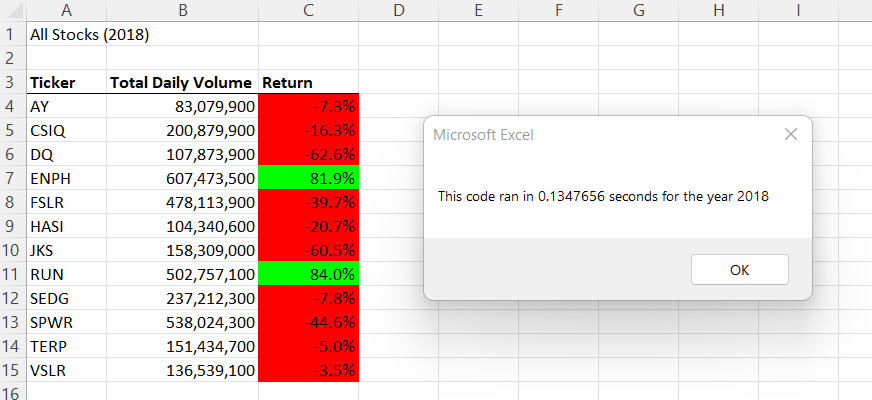 A B C D E F G H I
1 All Stocks (2018)
2
3 Ticker Total Daily Volume Return
4 AY 83,079,900 -7.3%
5 CSIQ 200,879,900 -16.3%
6 DQ 107,873,900 -62.6%
7 ENPH 607,473,500 81.9%
8 FSLR 478,113,900 -39.7%
9 HASI 104,340,600 -20.7%
10 JKS 158,309,000 -60.5%
11 RUN 502,757,100 84.0%
12 SEDG 237,212,300 -7.8%
13 SPWR 538,024,300 -44.6%
14 TERP 151,434,700 -5.0%
15 VSLR 136,539,100 -3.5%
16
Microsoft Excel
This code ran in 0.1347656 seconds for the year 2018
OK